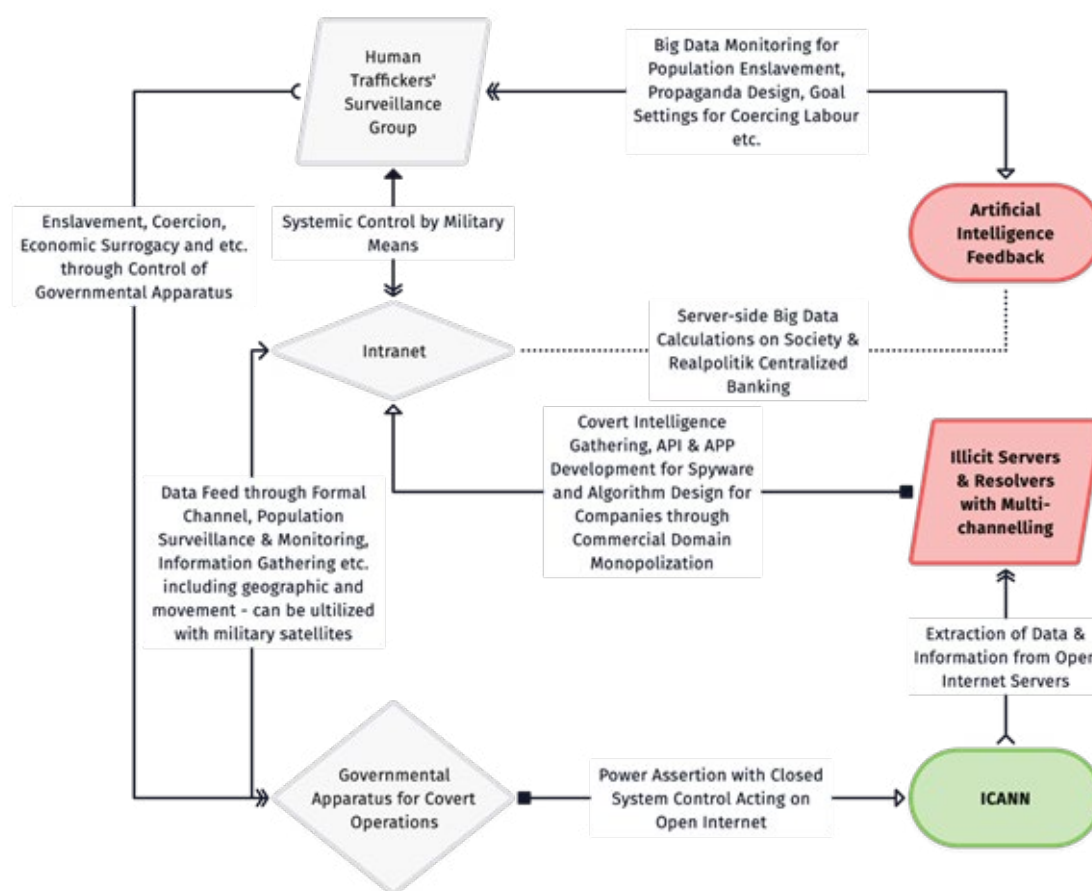 Human
Traffickers'
Surveillance
Group
Big Data Monitoring for
Population Enslavement,
Propaganda Design, Goal
Settings for Coercing Labour
etc.
Enslavement, Coercion,
Economic Surrogacy and etc.
through Control of
Governmental Apparatus
Systemic Control by Military
Means
Artificial
Intelligence
Feedback
Intranet
Server-side Big Data
Calculations on Society &
Realpolitik Centralized
Banking
Covert Intelligence
Gathering, API & APP
Development for Spyware
and Algorithm Design for
Companies through
Commercial Domain
Monopolization
Illicit Servers
& Resolvers
with Multi-
channelling
Data Feed through Formal
Channel, Population
Surveillance & Monitoring,
Information Gathering etc.
including geographic and
movement - can be ultilized
with military satellites
Extraction of Data &
Information from Open
Internet Servers
Governmental
Apparatus for Covert
Operations
Power Assertion with Closed
System Control Acting on
Open Internet
ICANN